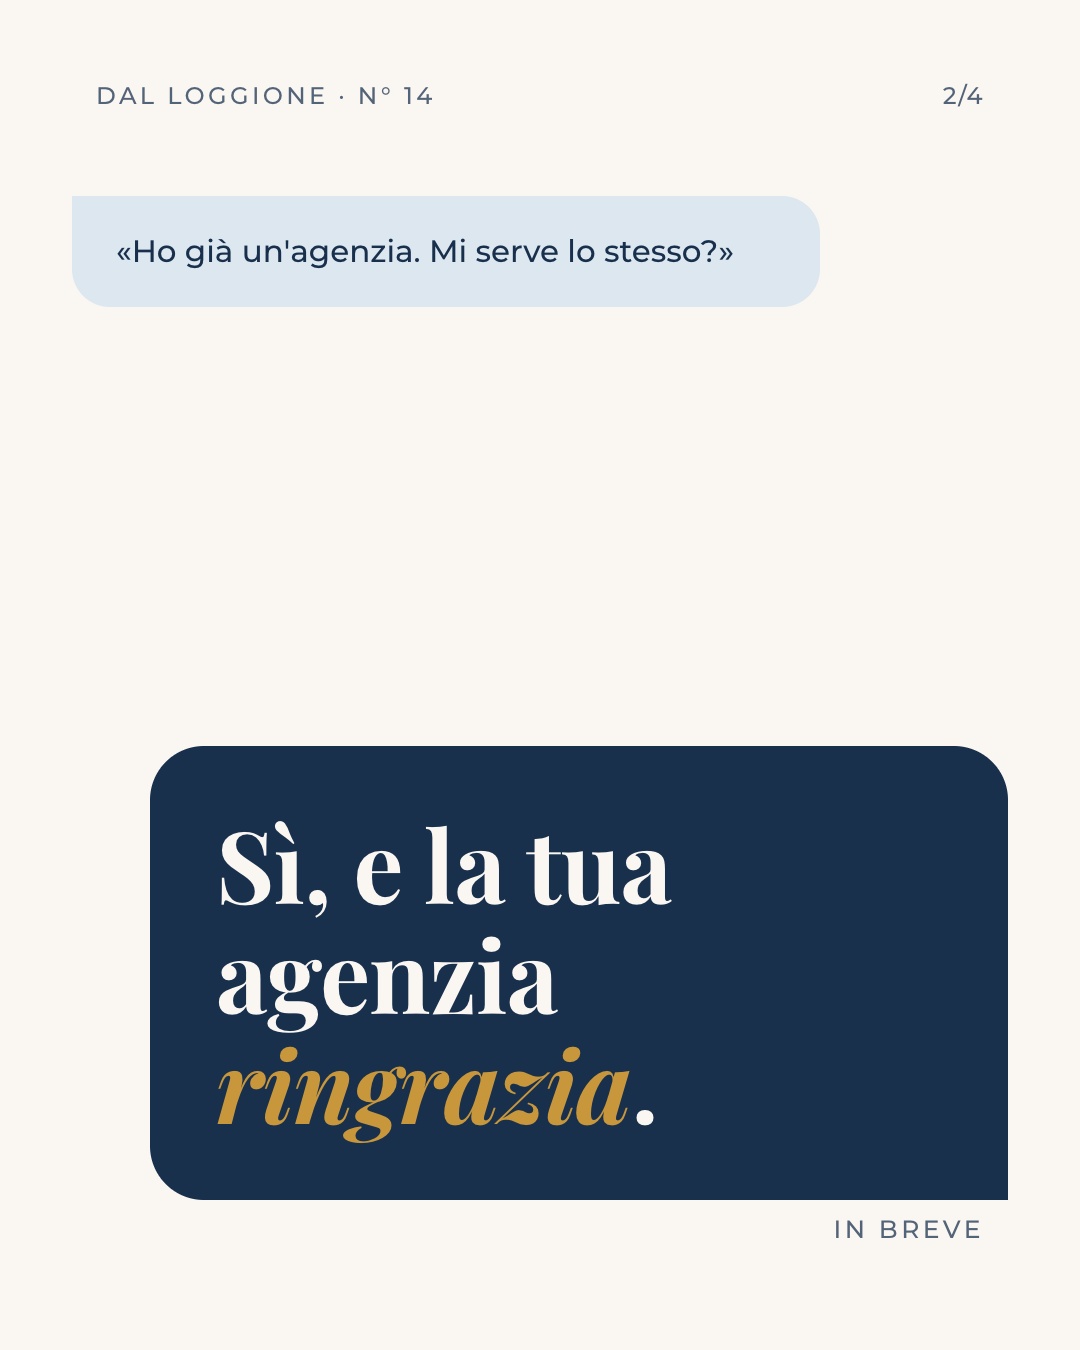 DAL LOGGIONE · N° 14
2/4
«Ho già un'agenzia. Mi serve lo stesso?»
Sì, e la tua
agenzia
ringrazia.
IN BREVE